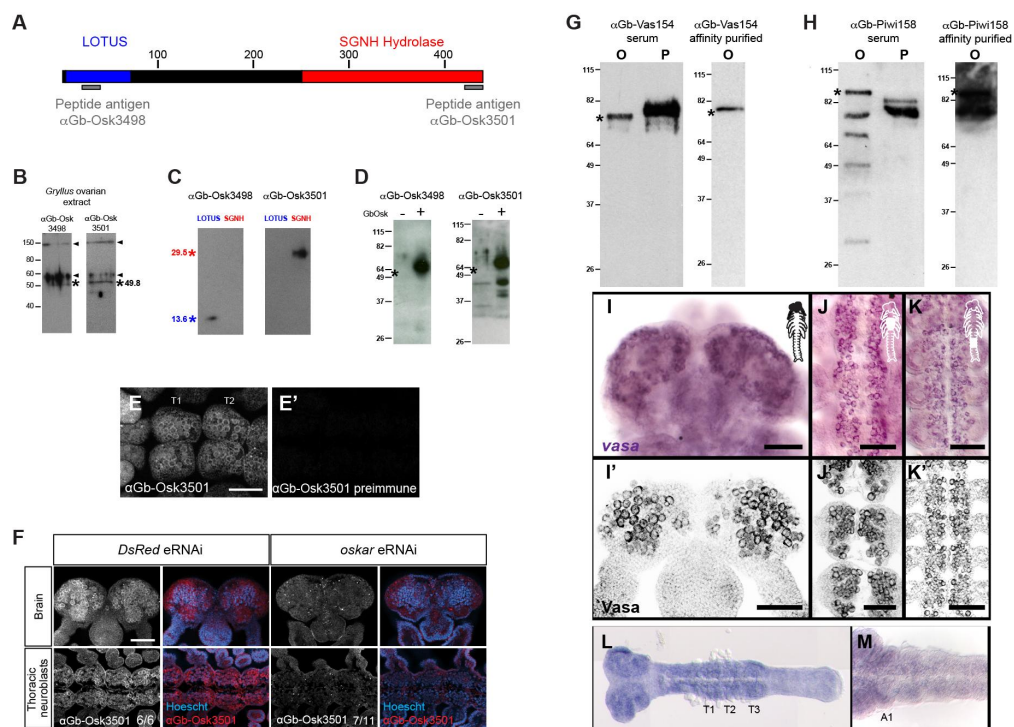 A
LOTUS
SGNH Hydrolase
100
200
300
400
Peptide antigen
αGb-Osk3498
Peptide antigen
αGb-Osk3501
B
Gryllus ovarian
extract
αGb-Osk
3498
αGb-Osk
3501
150
80
60
50
40
49.8
C
αGb-Osk3498
αGb-Osk3501
LOTUS SGNH
LOTUS SGNH
29.5*
13.6*
D
αGb-Osk3498
αGb-Osk3501
GbOsk
- +
- +
115
82
64
*
49
37
26
115
82
64
*
49
37
26
E
T1
T2
αGb-Osk3501
E'
αGb-Osk3501 preimmune
F
DsRed eRNAi
oskar eRNAi
Brain
Thoracic
neuroblasts
αGb-Osk3501 6/6
Hoescht
αGb-Osk3501
αGb-Osk3501 7/11
Hoescht
αGb-Osk3501
G
αGb-Vas154
serum
αGb-Vas154
affinity purified
O
P
O
115
82
*
64
49
37
26
115
82
*
64
49
37
26
H
αGb-Piwi158
serum
αGb-Piwi158
affinity purified
O
P
O
115
*
82
64
49
37
26
115
*
82
64
49
37
26
I
vasa
J
K
I'
Vasa
J'
K'
L
T1
T2
T3
M
A1